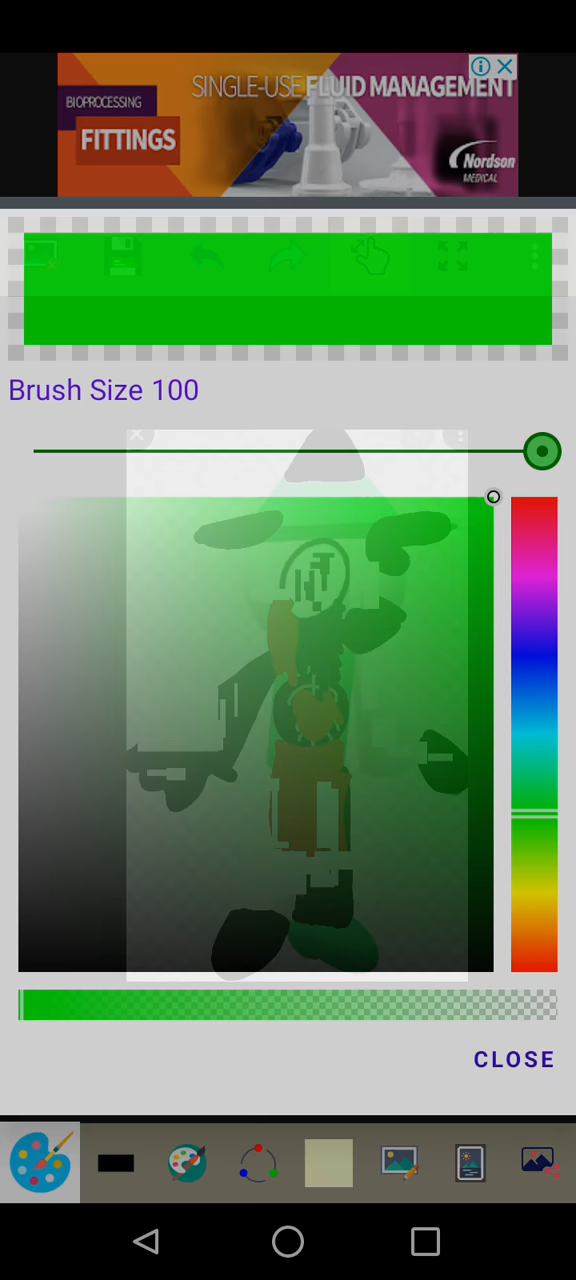 SINGLE-USE FLUID MANAGEMENT
BIOPROCESSING
FITTINGS
Nordson
MEDICAL
Brush Size 100
CLOSE